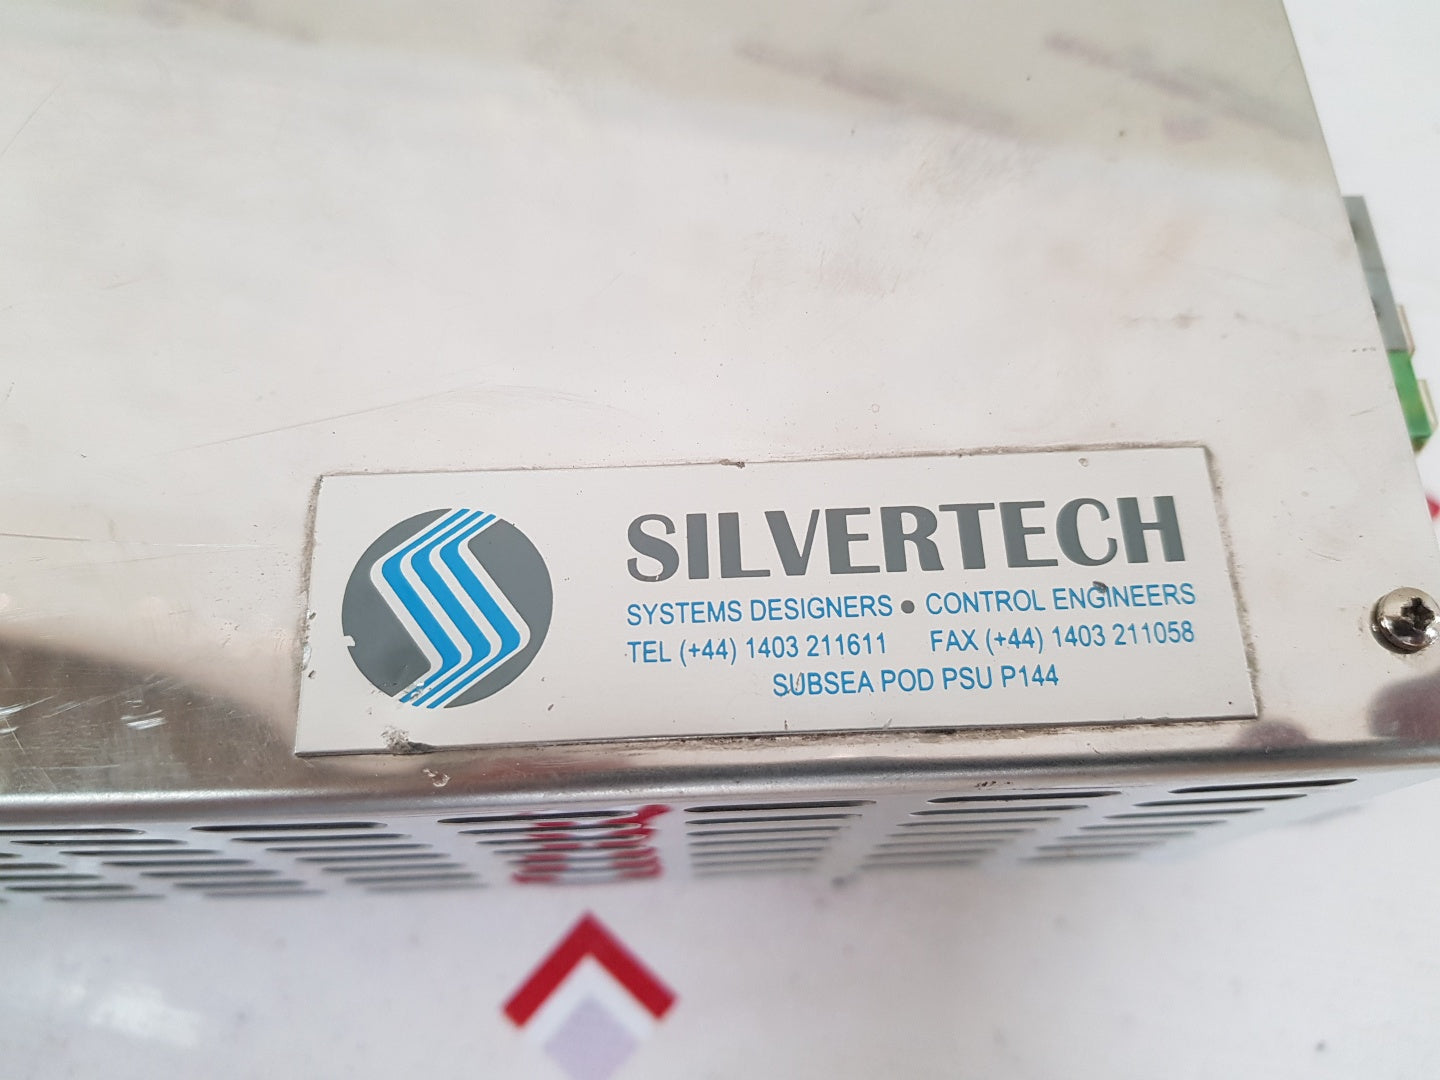 SILVERTECH
SYSTEMS DESIGNERS • CONTROL ENGINEERS
TEL (+44) 1403 211611 FAX (+44) 1403 211058
SUBSEA POD PSU P144